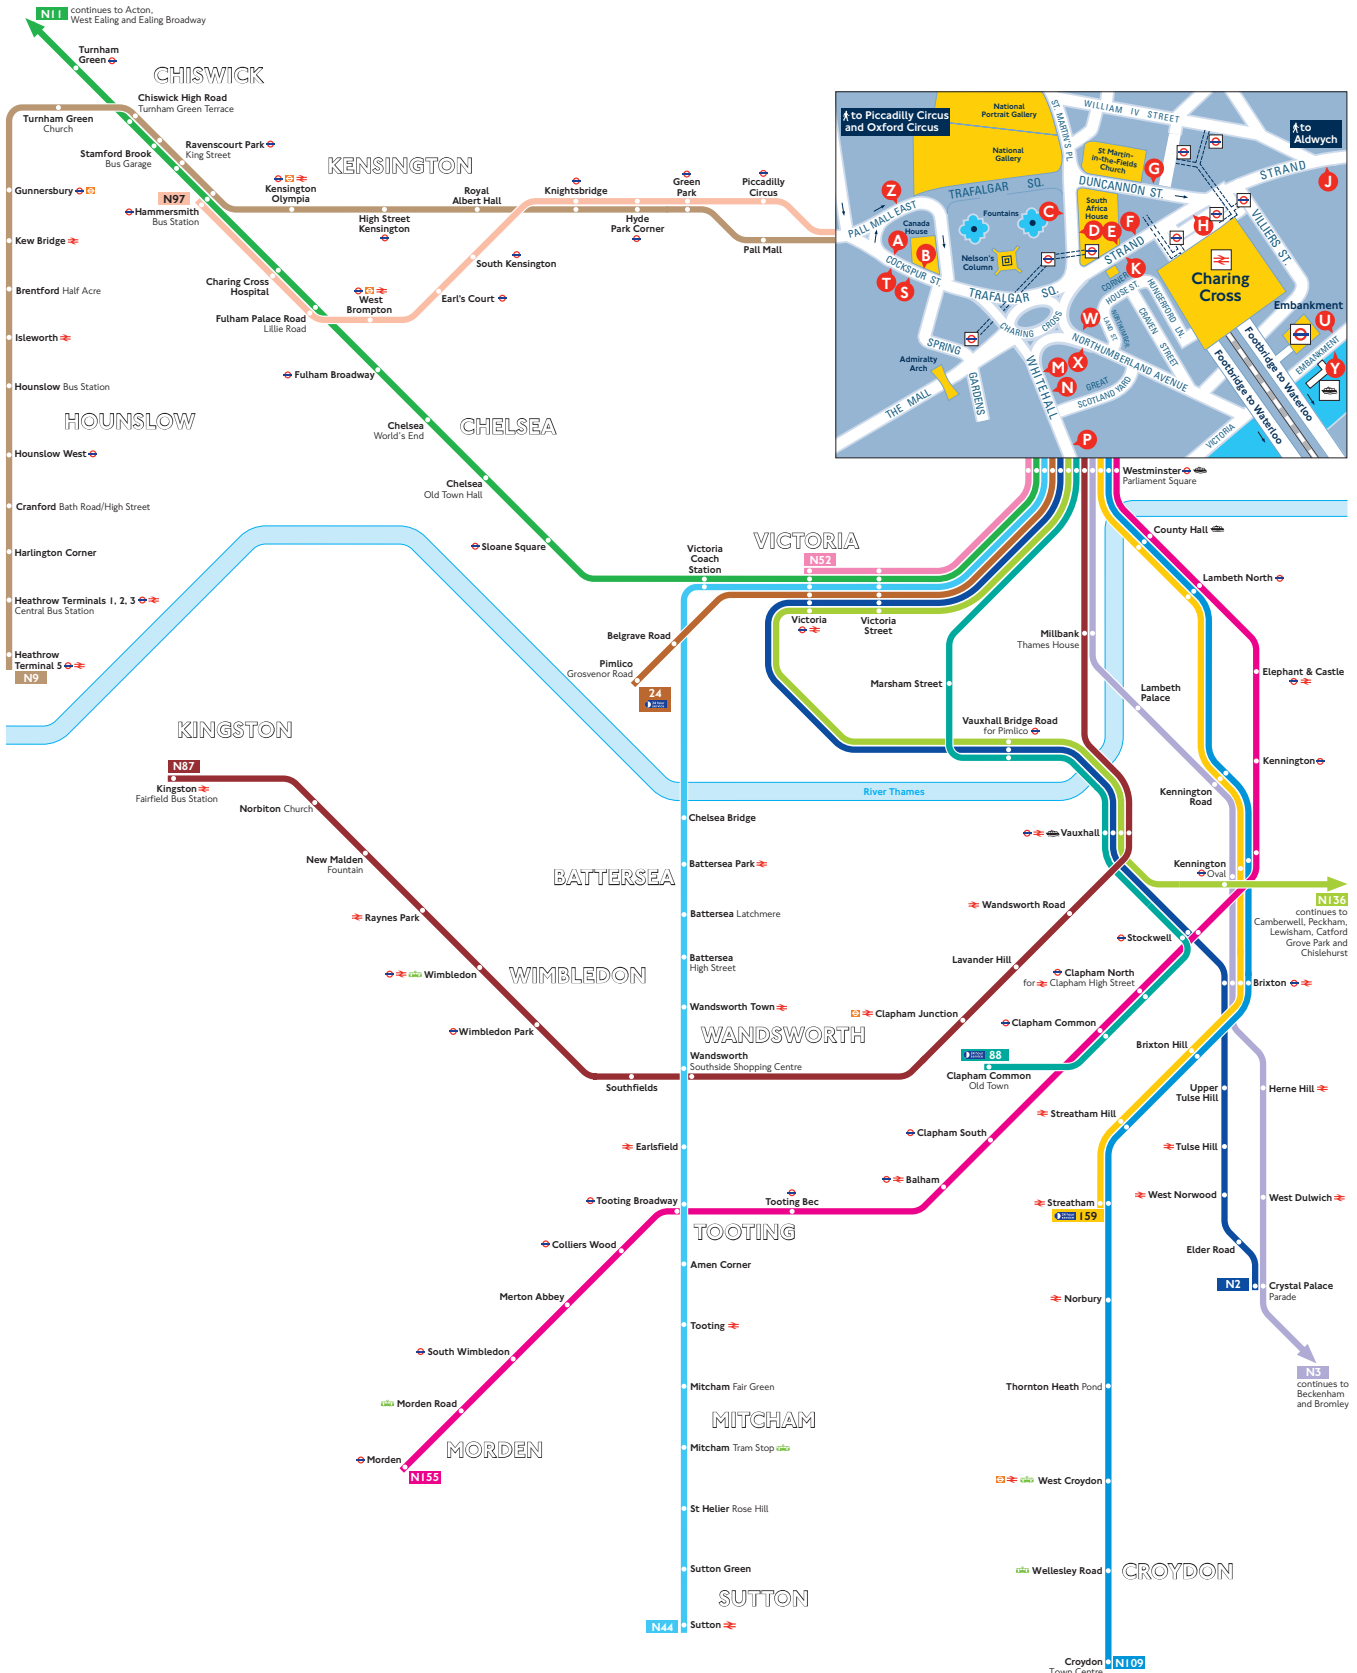 N11
continues to Acton,
West Ealing and Ealing Broadway
Turnham
Green
CHISWICK
Chiswick High Road
Turnham Green Terrace
Turnham Green
Church
Stamford Brook
Bus Garage
Ravenscourt Park
King Street
KENSINGTON
Gunnersbury
N97
Hammersmith
Bus Station
Kensington
Olympia
High Street
Kensington
Royal
Albert Hall
Knightsbridge
Hyde
Park Corner
Green
Park
Piccadilly
Circus
Pall Mall
Kew Bridge
South Kensington
Charing Cross
Hospital
West
Brompton
Earl's Court
Brentford Half Acre
Fulham Palace Road
Lillie Road
Isleworth
Fulham Broadway
Hounslow Bus Station
HOUNSLOW
Chelsea
World's End
CHELSEA
Hounslow West
Chelsea
Old Town Hall
Cranford Bath Road/High Street
Harlington Corner
Sloane Square
Heathrow Terminals 1, 2, 3
Central Bus Station
Heathrow
Terminal 5
N9
to Piccadilly Circus
and Oxford Circus
National
Portrait Gallery
National
Gallery
ST. MARTIN'S PL
WILLIAM IV STREET
to
Aldwych
St Martin-
in-the-Fields
Church
G
STRAND
J
DUNCANNON ST.
Z
TRAFALGAR SQ.
PALL MALL EAST
Fountains
C
South
Africa
House
D
E
F
H
VILLIERS ST.
Canada
House
A
B
STRAND
Nelson's
Column
K
COCKSPUR ST.
T
S
TRAFALGAR SQ.
CORNER
HOUSE ST.
HUNGERFORD LN.
Charing
Cross
Embankment
U
CHARING CROSS
W
NORTHUMBER-
LAND ST.
CRAVEN STREET
SPRING
GARDENS
Admiralty
Arch
NORTHUMBERLAND AVENUE
M
X
N
GREAT
SCOTLAND YARD
THE MALL
WHITEHALL
P
Footbridge to Waterloo
Footbridge to Waterloo
EMBANKMENT
Y
VICTORIA
Westminster
Parliament Square
County Hall
Lambeth North
VICTORIA
N52
Victoria
Coach
Station
Victoria
Victoria
Street
Belgrave Road
Pimlico
Grosvenor Road
24
Millbank
Thames House
Marsham Street
Lambeth
Palace
Elephant & Castle
Vauxhall Bridge Road
for Pimlico
Kennington
Kennington
Road
River Thames
KINGSTON
N87
Kingston
Fairfield Bus Station
Norbiton Church
New Malden
Fountain
Raynes Park
Wimbledon
WIMBLEDON
Wimbledon Park
Southfields
Chelsea Bridge
BATTERSEA
Battersea Park
Battersea Latchmere
Battersea
High Street
Wandsworth Town
WANDSWORTH
Wandsworth
Southside Shopping Centre
Vauxhall
Kennington
Oval
N136
continues to
Camberwell, Peckham,
Lewisham, Catford
Grove Park and
Chislehurst
Wandsworth Road
Stockwell
Lavander Hill
Clapham North
for Clapham High Street
Brixton
Clapham Junction
Clapham Common
Brixton Hill
88
Clapham Common
Old Town
Upper
Tulse Hill
Herne Hill
Streatham Hill
Clapham South
Tulse Hill
Earlsfield
Balham
West Norwood
West Dulwich
Tooting Broadway
Tooting Bec
Streatham
159
TOOTING
Colliers Wood
Elder Road
Amen Corner
N2
Crystal Palace
Parade
Merton Abbey
Norbury
Tooting
South Wimbledon
N3
continues to
Beckenham
and Bromley
Mitcham Fair Green
Thornton Heath Pond
Morden Road
MITCHAM
MORDEN
Mitcham Tram Stop
Morden
N155
West Croydon
St Helier Rose Hill
Sutton Green
Wellesley Road
CROYDON
SUTTON
N44
Sutton
Croydon
Town Centre
N109